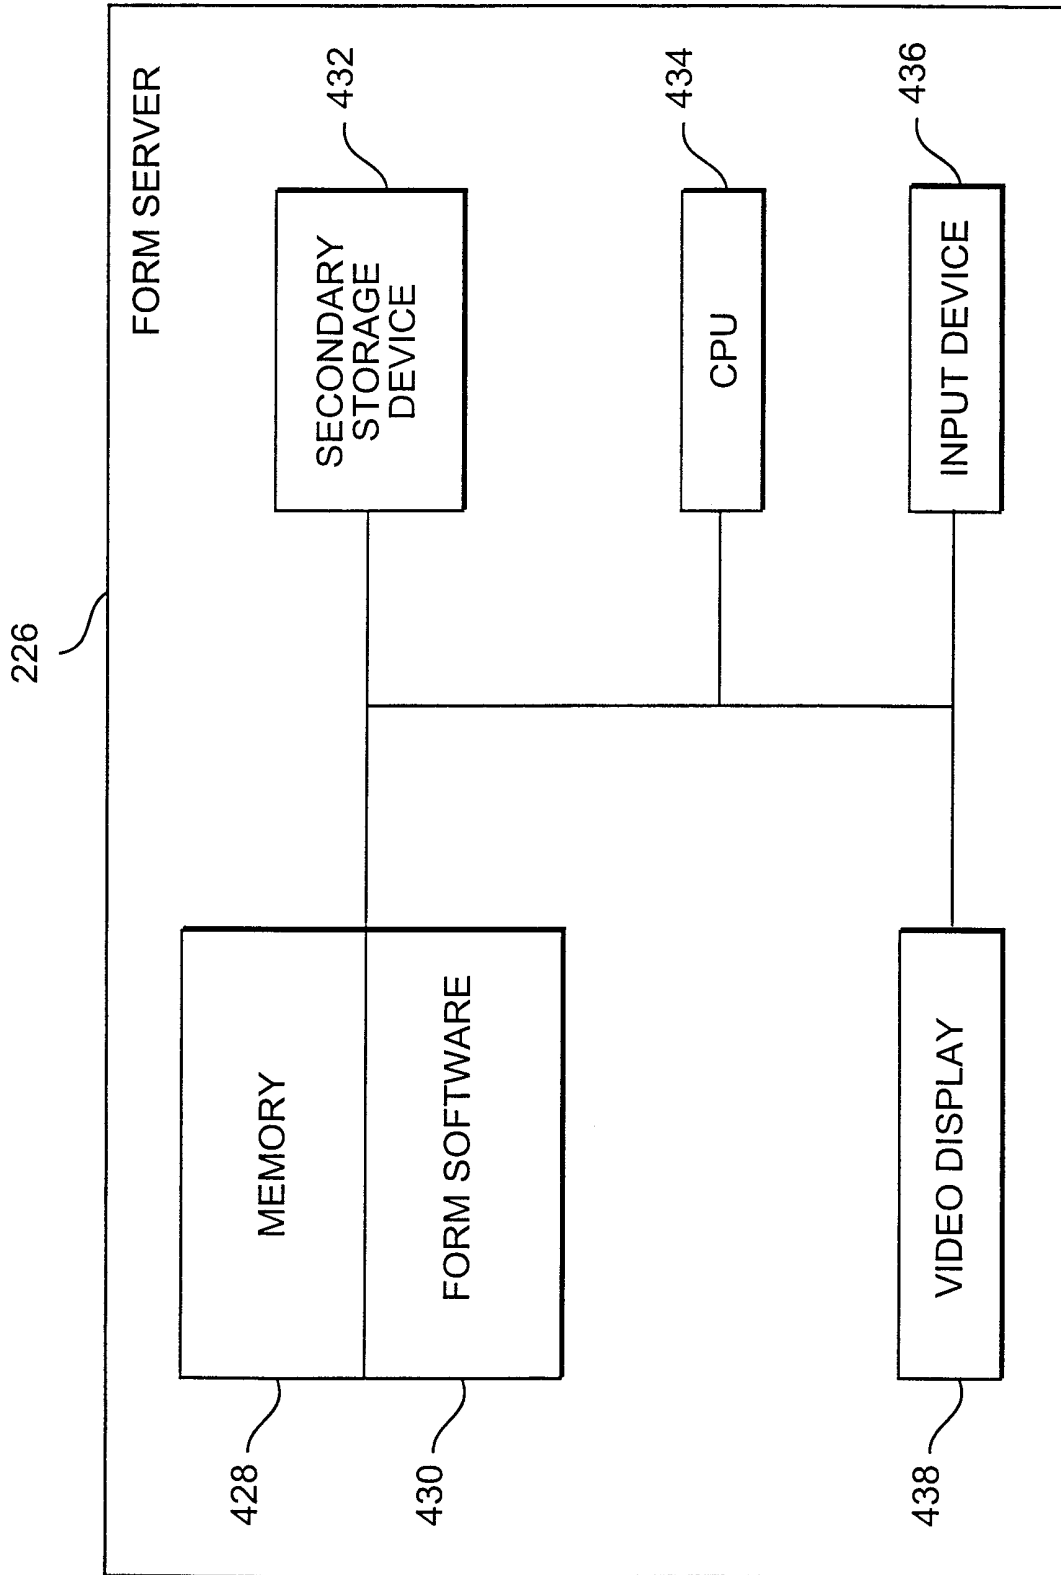 226
FORM SERVER
428
MEMORY
430
FORM SOFTWARE
SECONDARY
STORAGE
DEVICE
432
CPU
434
438
VIDEO DISPLAY
INPUT DEVICE
436